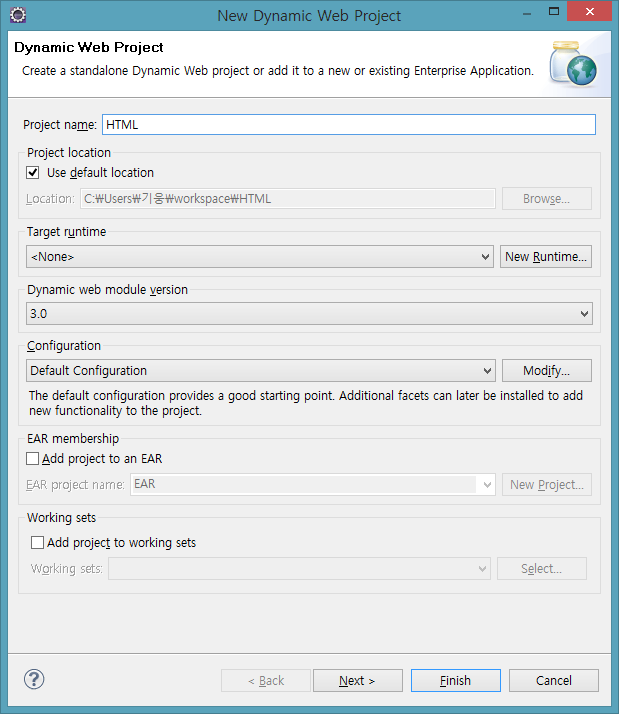 New Dynamic Web Project
Dynamic Web Project
Create a standalone Dynamic Web project or add it to a new or existing Enterprise Application.
Project name: HTML
Project location
Use default location
Location: C:₩Users₩기웅₩workspace₩HTML Browse...
Target runtime
<None> New Runtime...
Dynamic web module version
3.0
Configuration
Default Configuration Modify...
The default configuration provides a good starting point. Additional facets can later be installed to add
new functionality to the project.
EAR membership
Add project to an EAR
EAR project name: EAR New Project...
Working sets
Add project to working sets
Working sets: Select...
? < Back Next > Finish Cancel